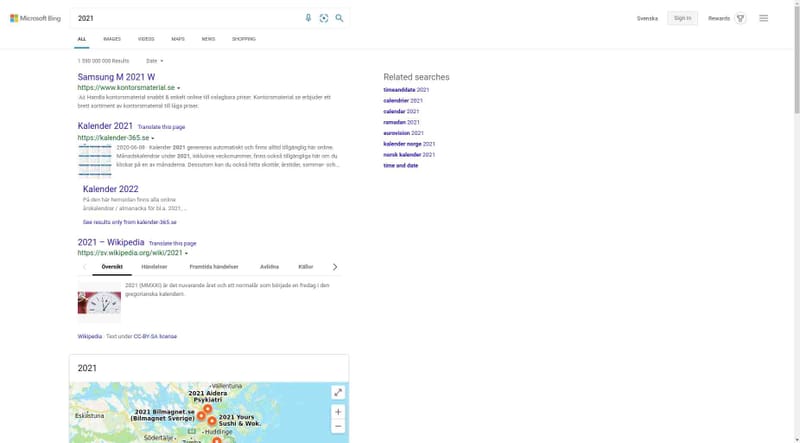 Microsoft Bing
2021
Svenska
Sign in
Rewards
ALL
IMAGES
VIDEOS
MAPS
NEWS
SHOPPING
Date
Samsung M 2021 W
https://www.kontorsmaterial.se
Ad Handla kontorsmaterial snabbt & enkelt online till oslagbara priser. Kontorsmaterial.se erbjuder ett
brett sortiment av kontorsmaterial till låga priser.
Kalender 2021 Translate this page
https://kalender-365.se
2020-06-08 · Kalender 2021 genereras automatiskt och finns alltid tillgänglig här online.
Månadskalendar under 2021, inklusive veckonummer, finns också tillgängliga här om du
klickar på en av månaderna. Dessutom kan du också hitta skottår, årstider, sommar- och...
Kalender 2022
På den här hemsidan finns alla online
årskalendrar / almanacka för bl.a. 2021, ...
See results only from kalender-365.se
2021 – Wikipedia Translate this page
https://sv.wikipedia.org/wiki/2021
Översikt
Händelser
Framtida händelser
Avlidna
Källor
2021 (MMXXI) är det nuvarande året och ett normalår som började en fredag i den
gregorianska kalendern.
Wikipedia · Text under CC-BY-SA license
2021
Vallentuna
2021 Aidera
Psykiatri
2021 Bilmagnet.se
(Bilmagnet Sverige)
2021 Yours
Sushi & Wok.
Eskilstuna
Huddinge
Södertälje
Related searches
timeanddate 2021
calendrier 2021
calendar 2021
ramadan 2021
eurovision 2021
kalender norge 2021
norsk kalender 2021
time and date